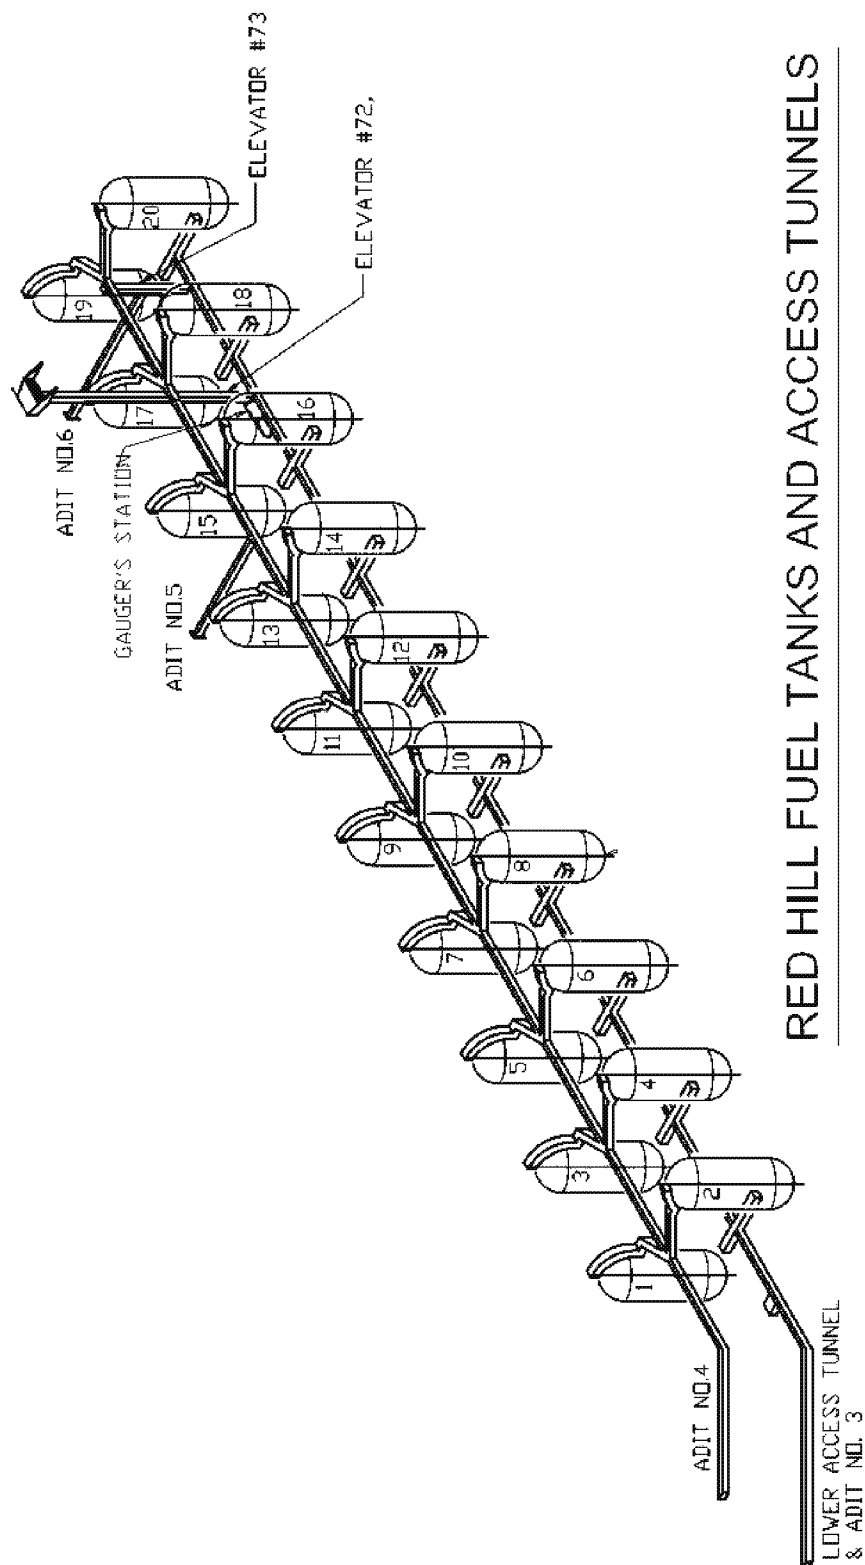 RED HILL FUEL TANKS AND ACCESS TUNNELS
ELEVATOR #73
ELEVATOR #72,
ADIT NO.6
GAUGER'S STATION
ADIT NO.5
ADIT NO.4
LOWER ACCESS TUNNEL
& ADIT NO. 3
1
2
3
4
5
6
7
8
9
10
11
12
13
14
15
16
17
18
19
20